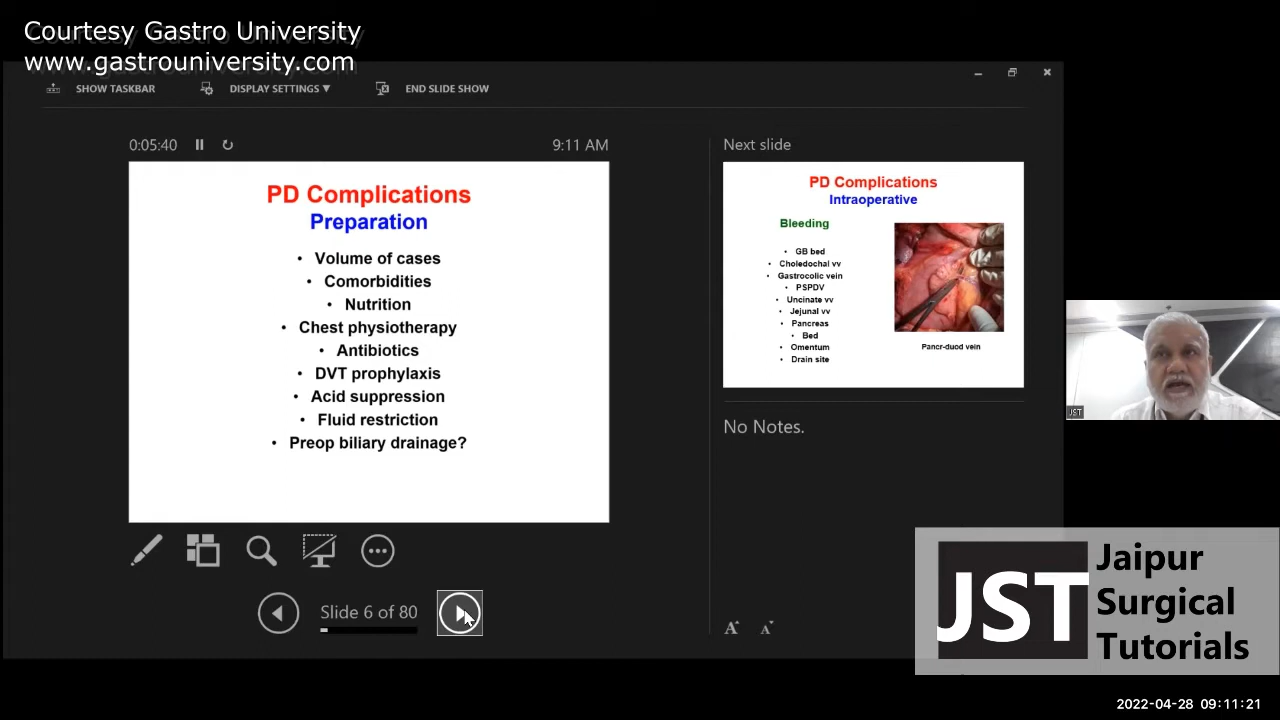 Courtesy Gastro University
www.gastrouniversity.com
SHOW TASKBAR
DISPLAY SETTINGS ▼
END SLIDE SHOW
0:05:40
9:11 AM
PD Complications
Preparation
• Volume of cases
• Comorbidities
• Nutrition
• Chest physiotherapy
• Antibiotics
• DVT prophylaxis
• Acid suppression
• Fluid restriction
• Preop biliary drainage?
Slide 6 of 80
Next slide
PD Complications
Intraoperative
Bleeding
• GB bed
• Choledochal vv
• Gastrocolic vein
• PSPDV
• Uncinate vv
• Jejunal vv
• Pancreas
• Bed
• Omentum
• Drain site
Pancr-duod vein
No Notes.
A A
JST
JST
Jaipur
Surgical
Tutorials
2022-04-28 09:11:21